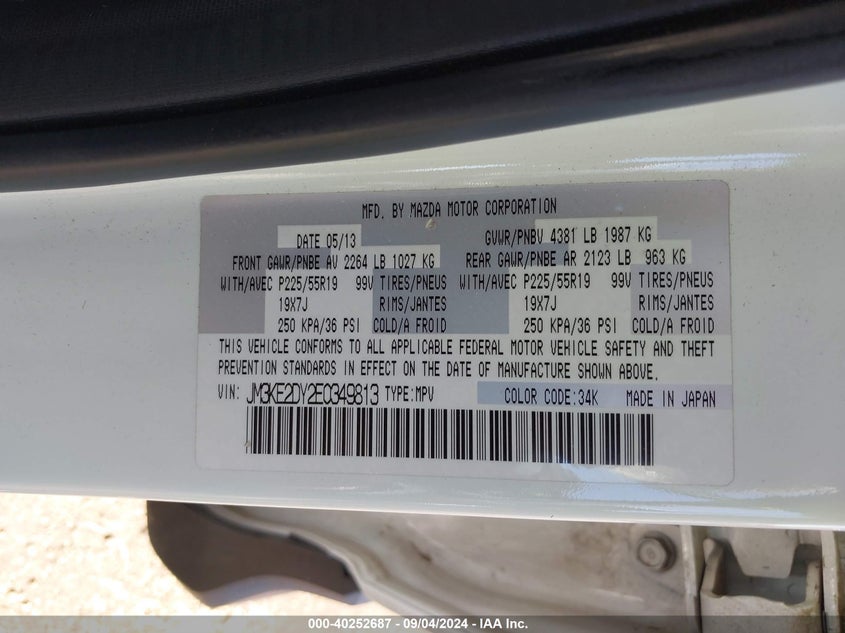 MFD. BY MAZDA MOTOR CORPORATION
DATE 05/13 GVWR/PNBV 4381 LB 1987 KG
FRONT GAWR/PNBE AV 2264 LB 1027 KG REAR GAWR/PNBE AR 2123 LB 963 KG
WITH/AVEC P225/55R19 99V TIRES/PNEUS WITH/AVEC P225/55R19 99V TIRES/PNEUS
19X7J RIMS/JANTES 19X7J RIMS/JANTES
250 KPA/36 PSI COLD/A FROID 250 KPA/36 PSI COLD/A FROID
THIS VEHICLE CONFORMS TO ALL APPLICABLE FEDERAL MOTOR VEHICLE SAFETY AND THEFT
PREVENTION STANDARDS IN EFFECT ON THE DATE OF MANUFACTURE SHOWN ABOVE.
VIN: JM3KE2DY2E0349813 TYPE:MPV COLOR CODE:34K MADE IN JAPAN
000-40252687 - 09/04/2024 - IAA Inc.